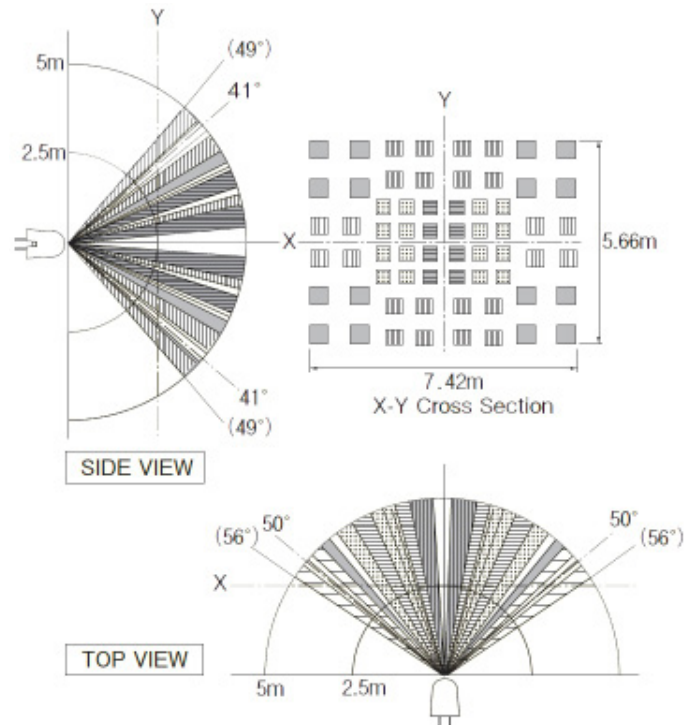 Y
(49°)
5m
41°
2.5m
41°
(49°)
SIDE VIEW
Y
X
5.66m
7.42m
X-Y Cross Section
50°
(56°)
50°
(56°)
X
TOP VIEW
5m
2.5m